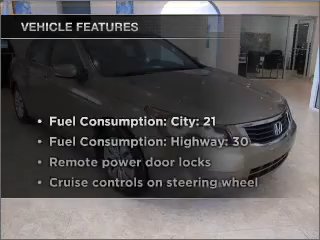 VEHICLE FEATURES
• Fuel Consumption: City: 21
• Fuel Consumption: Highway: 30
• Remote power door locks
• Cruise controls on steering wheel